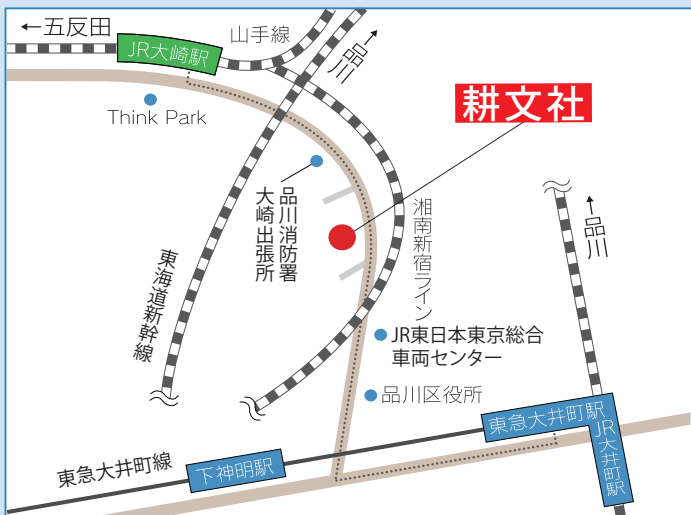 ←五反田
山手線
JR大崎駅
↑品川
Think Park
耕文社
品川消防署
大崎出張所
湘南新宿ライン
↑品川
東海道新幹線
JR東日本東京総合
車両センター
品川区役所
東急大井町駅
JR大井町駅
東急大井町線
下神明駅